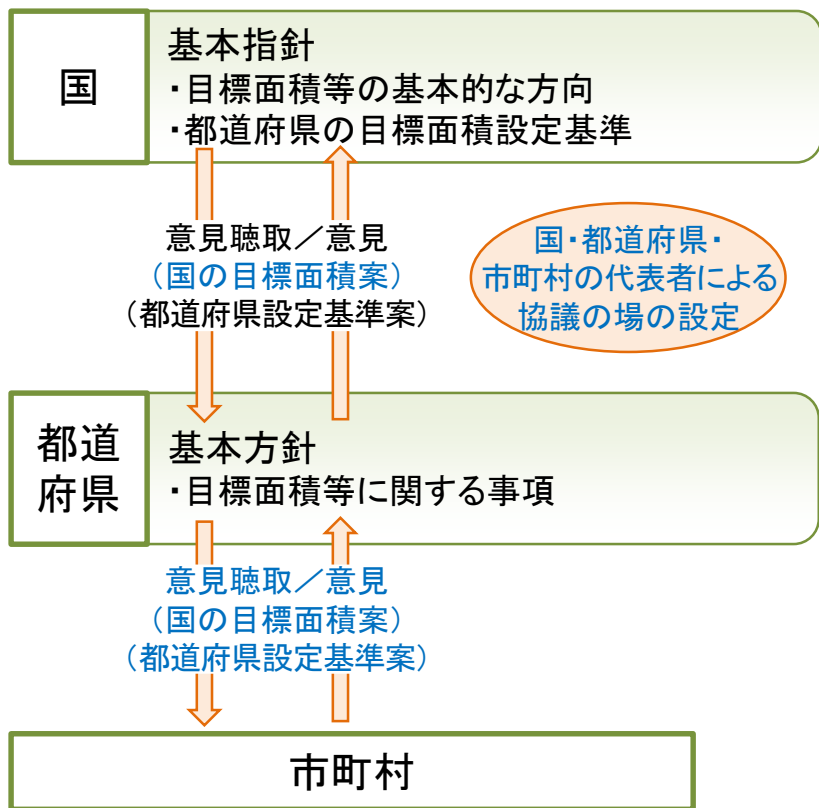 国
基本指針
・目標面積等の基本的な方向
・都道府県の目標面積設定基準
意見聴取／意見
（国の目標面積案）
（都道府県設定基準案）
国・都道府県・
市町村の代表者による
協議の場の設定
都道
府県
基本方針
・目標面積等に関する事項
意見聴取／意見
（国の目標面積案）
（都道府県設定基準案）
市町村